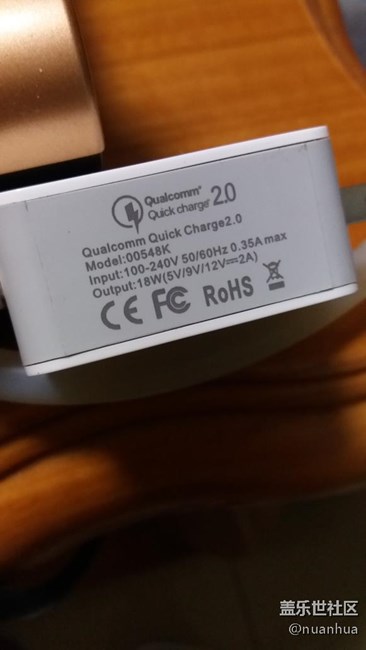 Qualcomm® 2.0
Quick charge®
Qualcomm Quick Charge2.0
Model:00548K
Input:100-240V 50/60Hz 0.35A max
Output:18W(5V/9V/12V⎓2A)
CE FC RoHS
盖乐世社区
@nuanhua